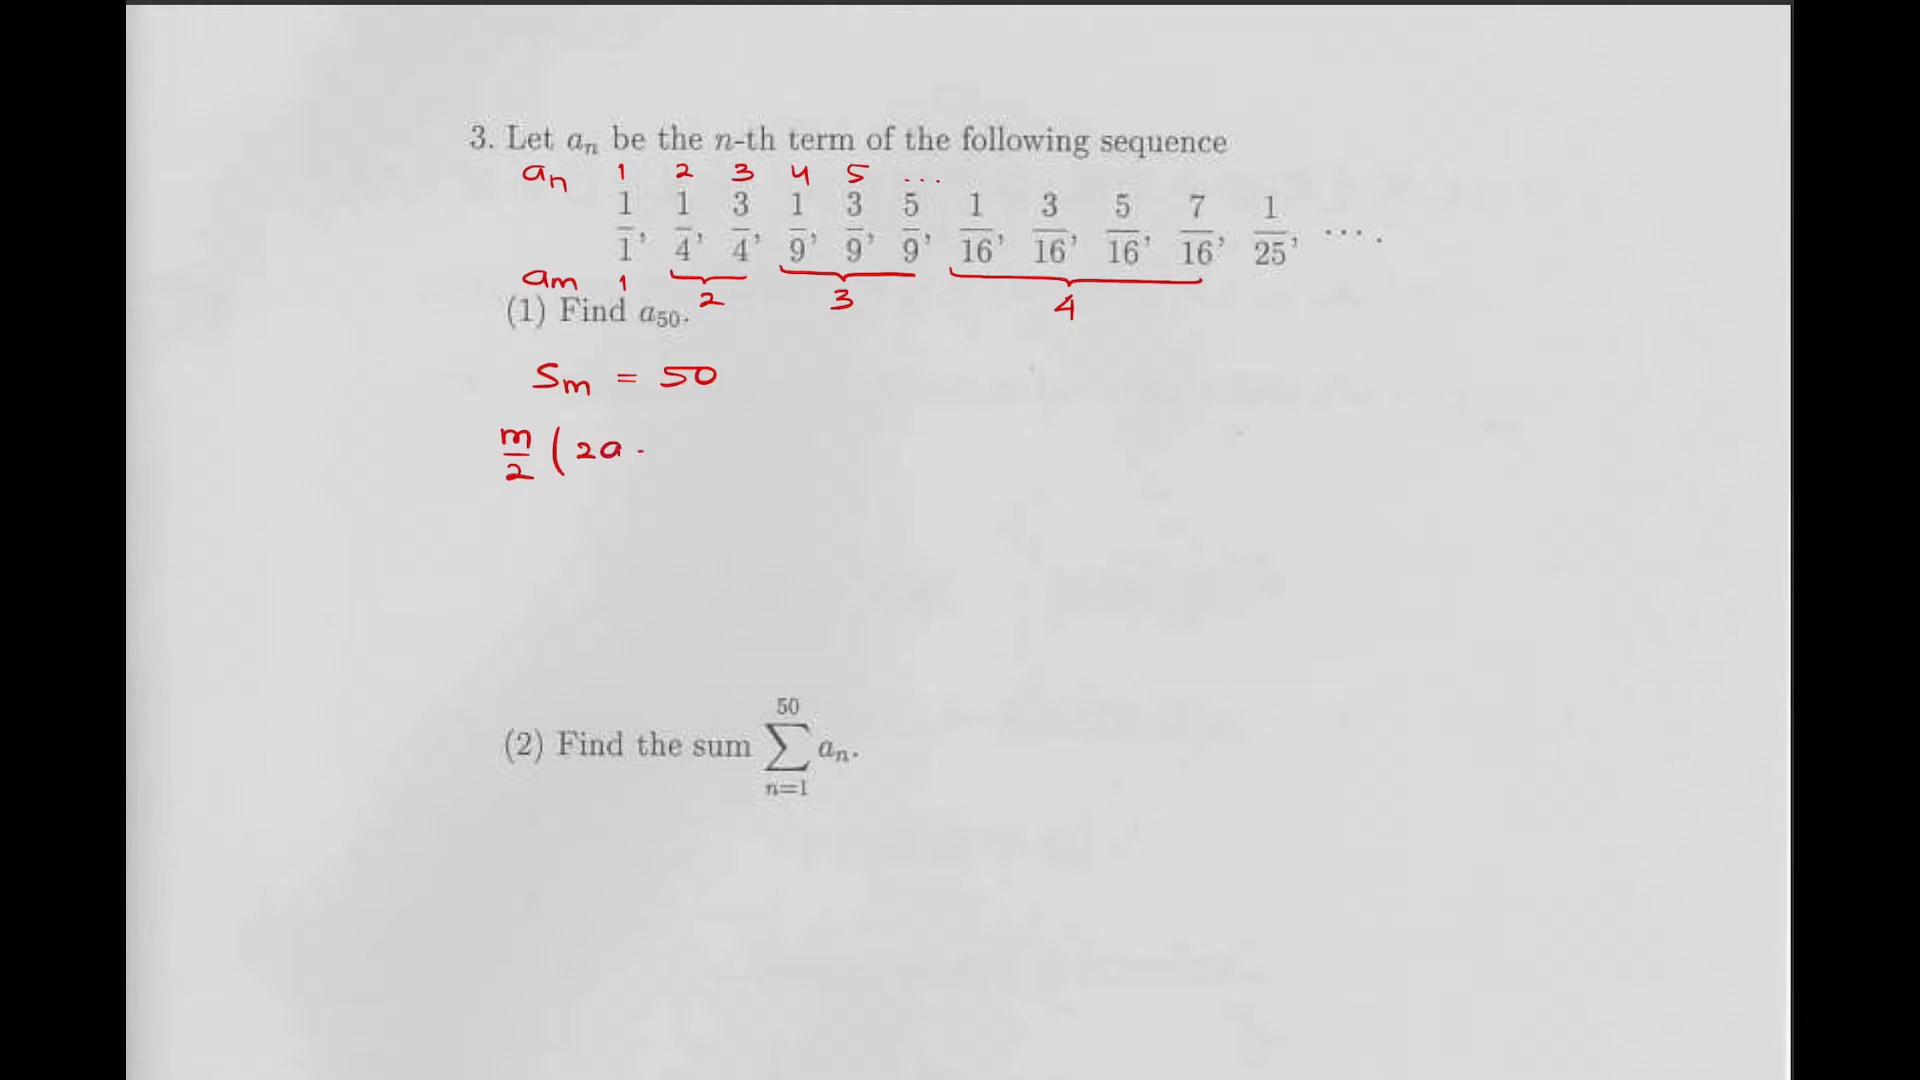 3. Let aₙ be the n-th term of the following sequence
aₙ 1 2 3 4 5 ...
1/1, 1/4, 3/4, 1/9, 3/9, 5/9, 1/16, 3/16, 5/16, 7/16, 1/25, ....
aₘ 1 2 3 4
(1) Find a₅₀.
Sₘ = 50
m/2 ( 2a ·
(2) Find the sum ∑_{n=1}^{50} aₙ.